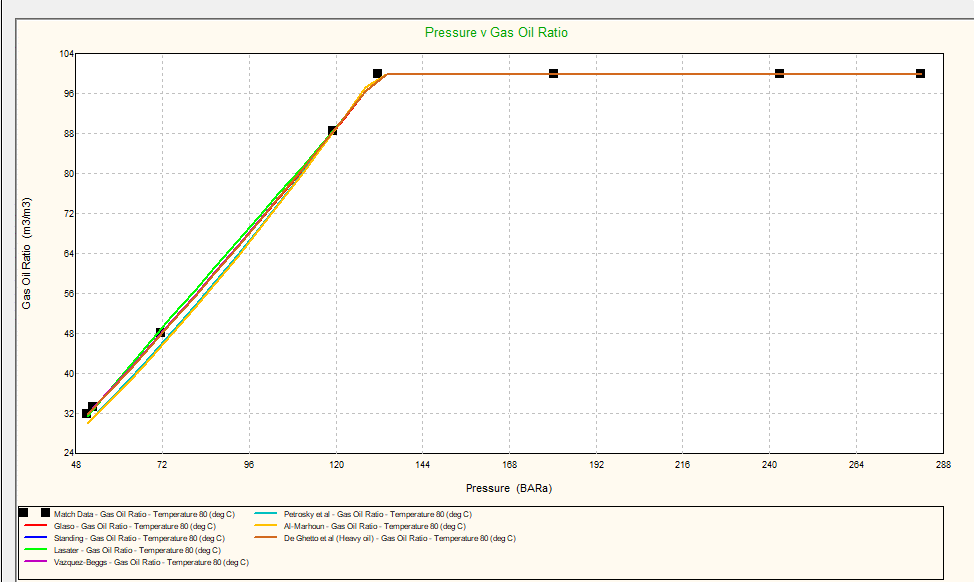 Pressure v Gas Oil Ratio
104
96
88
80
72
64
56
48
40
32
24
Gas Oil Ratio (m3/m3)
48 72 96 120 144 168 192 216 240 264 288
Pressure (BARa)
Match Data - Gas Oil Ratio - Temperature 80 (deg C)
Glaso - Gas Oil Ratio - Temperature 80 (deg C)
Standing - Gas Oil Ratio - Temperature 80 (deg C)
Lasater - Gas Oil Ratio - Temperature 80 (deg C)
Vazquez-Beggs - Gas Oil Ratio - Temperature 80 (deg C)
Petrosky et al - Gas Oil Ratio - Temperature 80 (deg C)
Al-Marhoun - Gas Oil Ratio - Temperature 80 (deg C)
De Ghetto et al (Heavy oil) - Gas Oil Ratio - Temperature 80 (deg C)